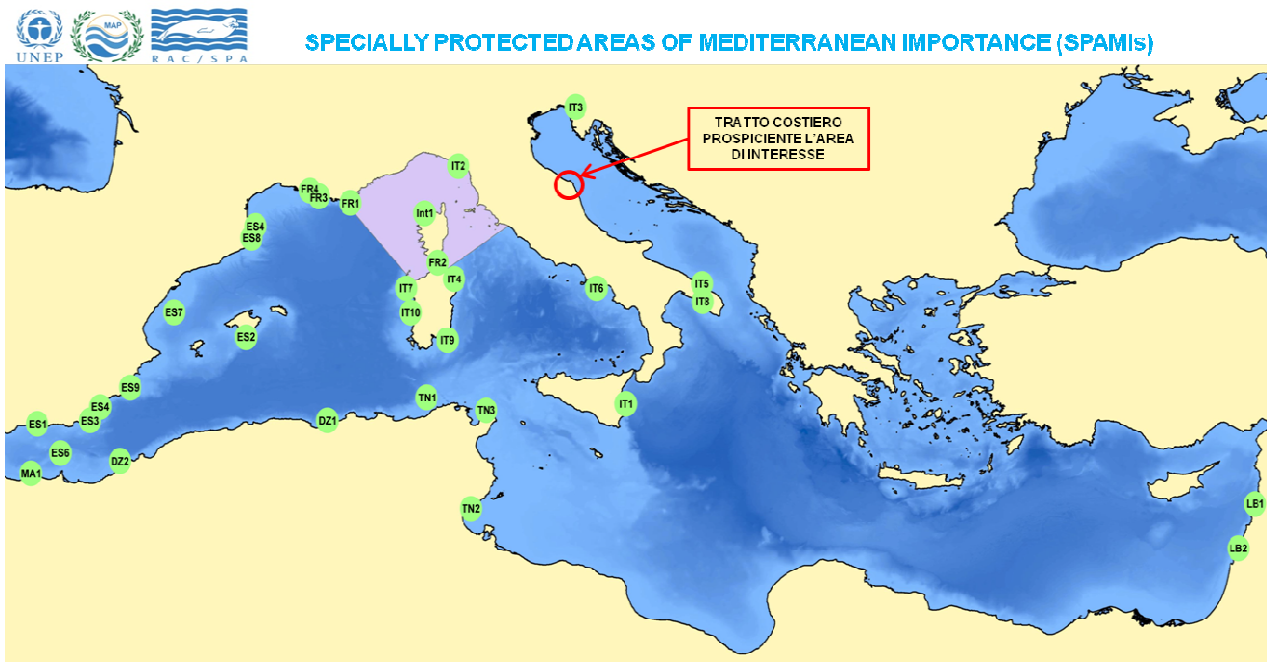 MAP
UNEP
RAC/SPA
SPECIALLY PROTECTED AREAS OF MEDITERRANEAN IMPORTANCE (SPAMIs)
TRATTO COSTIERO
PROSPICIENTE L'AREA
DI INTERESSE
IT3
IT2
FR4
FR3
FR1
Int1
ES4
ES8
FR2
IT4
IT7
IT6
IT5
IT8
IT10
ES7
ES2
IT9
ES9
ES4
ES3
ES1
TN1
TN3
IT1
DZ1
ES6
DZ2
MA1
TN2
LB1
LB2